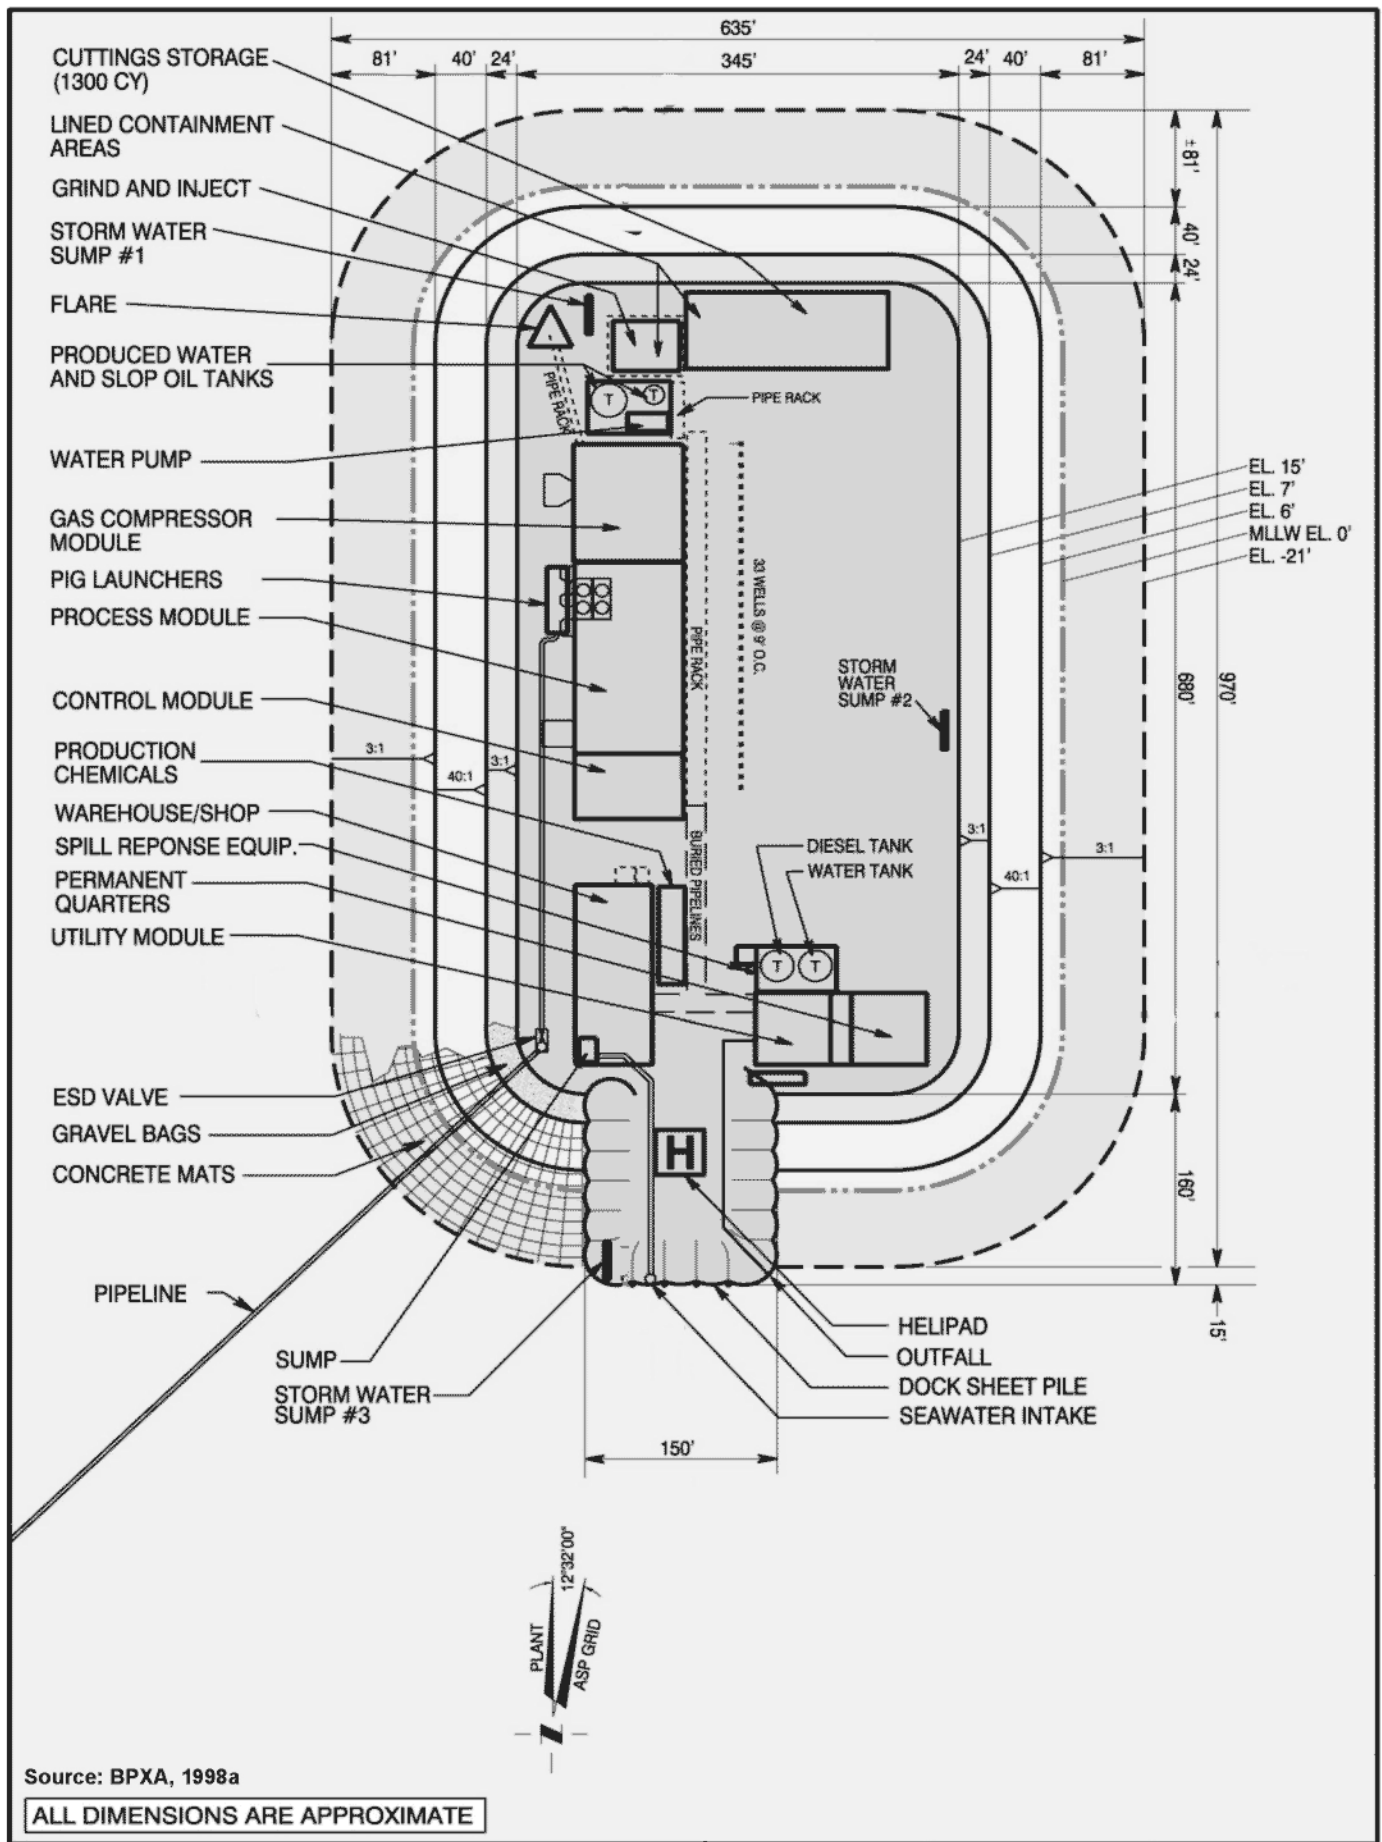 635'
81'
40'
24'
345'
24'
40'
81'
CUTTINGS STORAGE
(1300 CY)
LINED CONTAINMENT
AREAS
GRIND AND INJECT
STORM WATER
SUMP #1
FLARE
PRODUCED WATER
AND SLOP OIL TANKS
WATER PUMP
GAS COMPRESSOR
MODULE
PIG LAUNCHERS
PROCESS MODULE
CONTROL MODULE
PRODUCTION
CHEMICALS
WAREHOUSE/SHOP
SPILL REPONSE EQUIP.
PERMANENT
QUARTERS
UTILITY MODULE
ESD VALVE
GRAVEL BAGS
CONCRETE MATS
PIPELINE
SUMP
STORM WATER
SUMP #3
±81'
40'
24'
680'
970'
160'
15'
PIPE RACK
T
T
PIPE RACK
PIPE RACK
33 WELLS @ 9' O.C.
BURIED PIPELINES
STORM
WATER
SUMP #2
EL. 15'
EL. 7'
EL. 6'
MLLW EL. 0'
EL. -21'
3:1
40:1
3:1
3:1
40:1
3:1
DIESEL TANK
WATER TANK
T
T
H
HELIPAD
OUTFALL
DOCK SHEET PILE
SEAWATER INTAKE
150'
12°32'00"
PLANT
ASP GRID
Source: BPXA, 1998a
ALL DIMENSIONS ARE APPROXIMATE